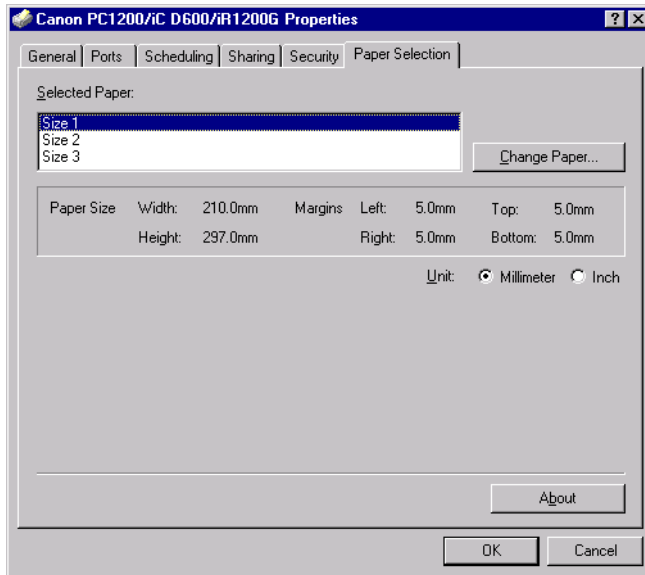 Canon PC1200/iC D600/iR1200G Properties
General Ports Scheduling Sharing Security Paper Selection
Selected Paper:
Size 1
Size 2
Size 3
Change Paper...
Paper Size Width: 210.0mm Margins Left: 5.0mm Top: 5.0mm
Height: 297.0mm Right: 5.0mm Bottom: 5.0mm
Unit: Millimeter Inch
About
OK Cancel